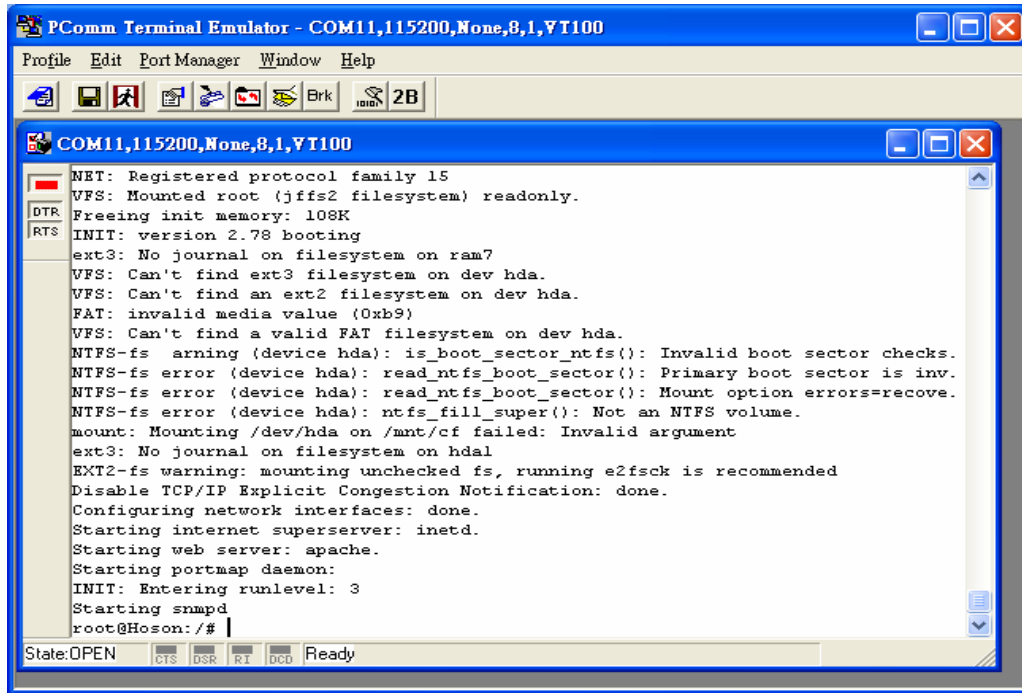 PComm Terminal Emulator - COM11,115200,None,8,1,VT100
Profile Edit Port Manager Window Help
Brk 2B
COM11,115200,None,8,1,VT100
DTR
RTS
NET: Registered protocol family 15
VFS: Mounted root (jffs2 filesystem) readonly.
Freeing init memory: 108K
INIT: version 2.78 booting
ext3: No journal on filesystem on ram7
VFS: Can't find ext3 filesystem on dev hda.
VFS: Can't find an ext2 filesystem on dev hda.
FAT: invalid media value (0xb9)
VFS: Can't find a valid FAT filesystem on dev hda.
NTFS-fs  arning (device hda): is_boot_sector_ntfs(): Invalid boot sector checks.
NTFS-fs error (device hda): read_ntfs_boot_sector(): Primary boot sector is inv.
NTFS-fs error (device hda): read_ntfs_boot_sector(): Mount option errors=recove.
NTFS-fs error (device hda): ntfs_fill_super(): Not an NTFS volume.
mount: Mounting /dev/hda on /mnt/cf failed: Invalid argument
ext3: No journal on filesystem on hda1
EXT2-fs warning: mounting unchecked fs, running e2fsck is recommended
Disable TCP/IP Explicit Congestion Notification: done.
Configuring network interfaces: done.
Starting internet superserver: inetd.
Starting web server: apache.
Starting portmap daemon:
INIT: Entering runlevel: 3
Starting snmpd
root@Hoson:/#
State:OPEN CTS DSR RI DCD Ready